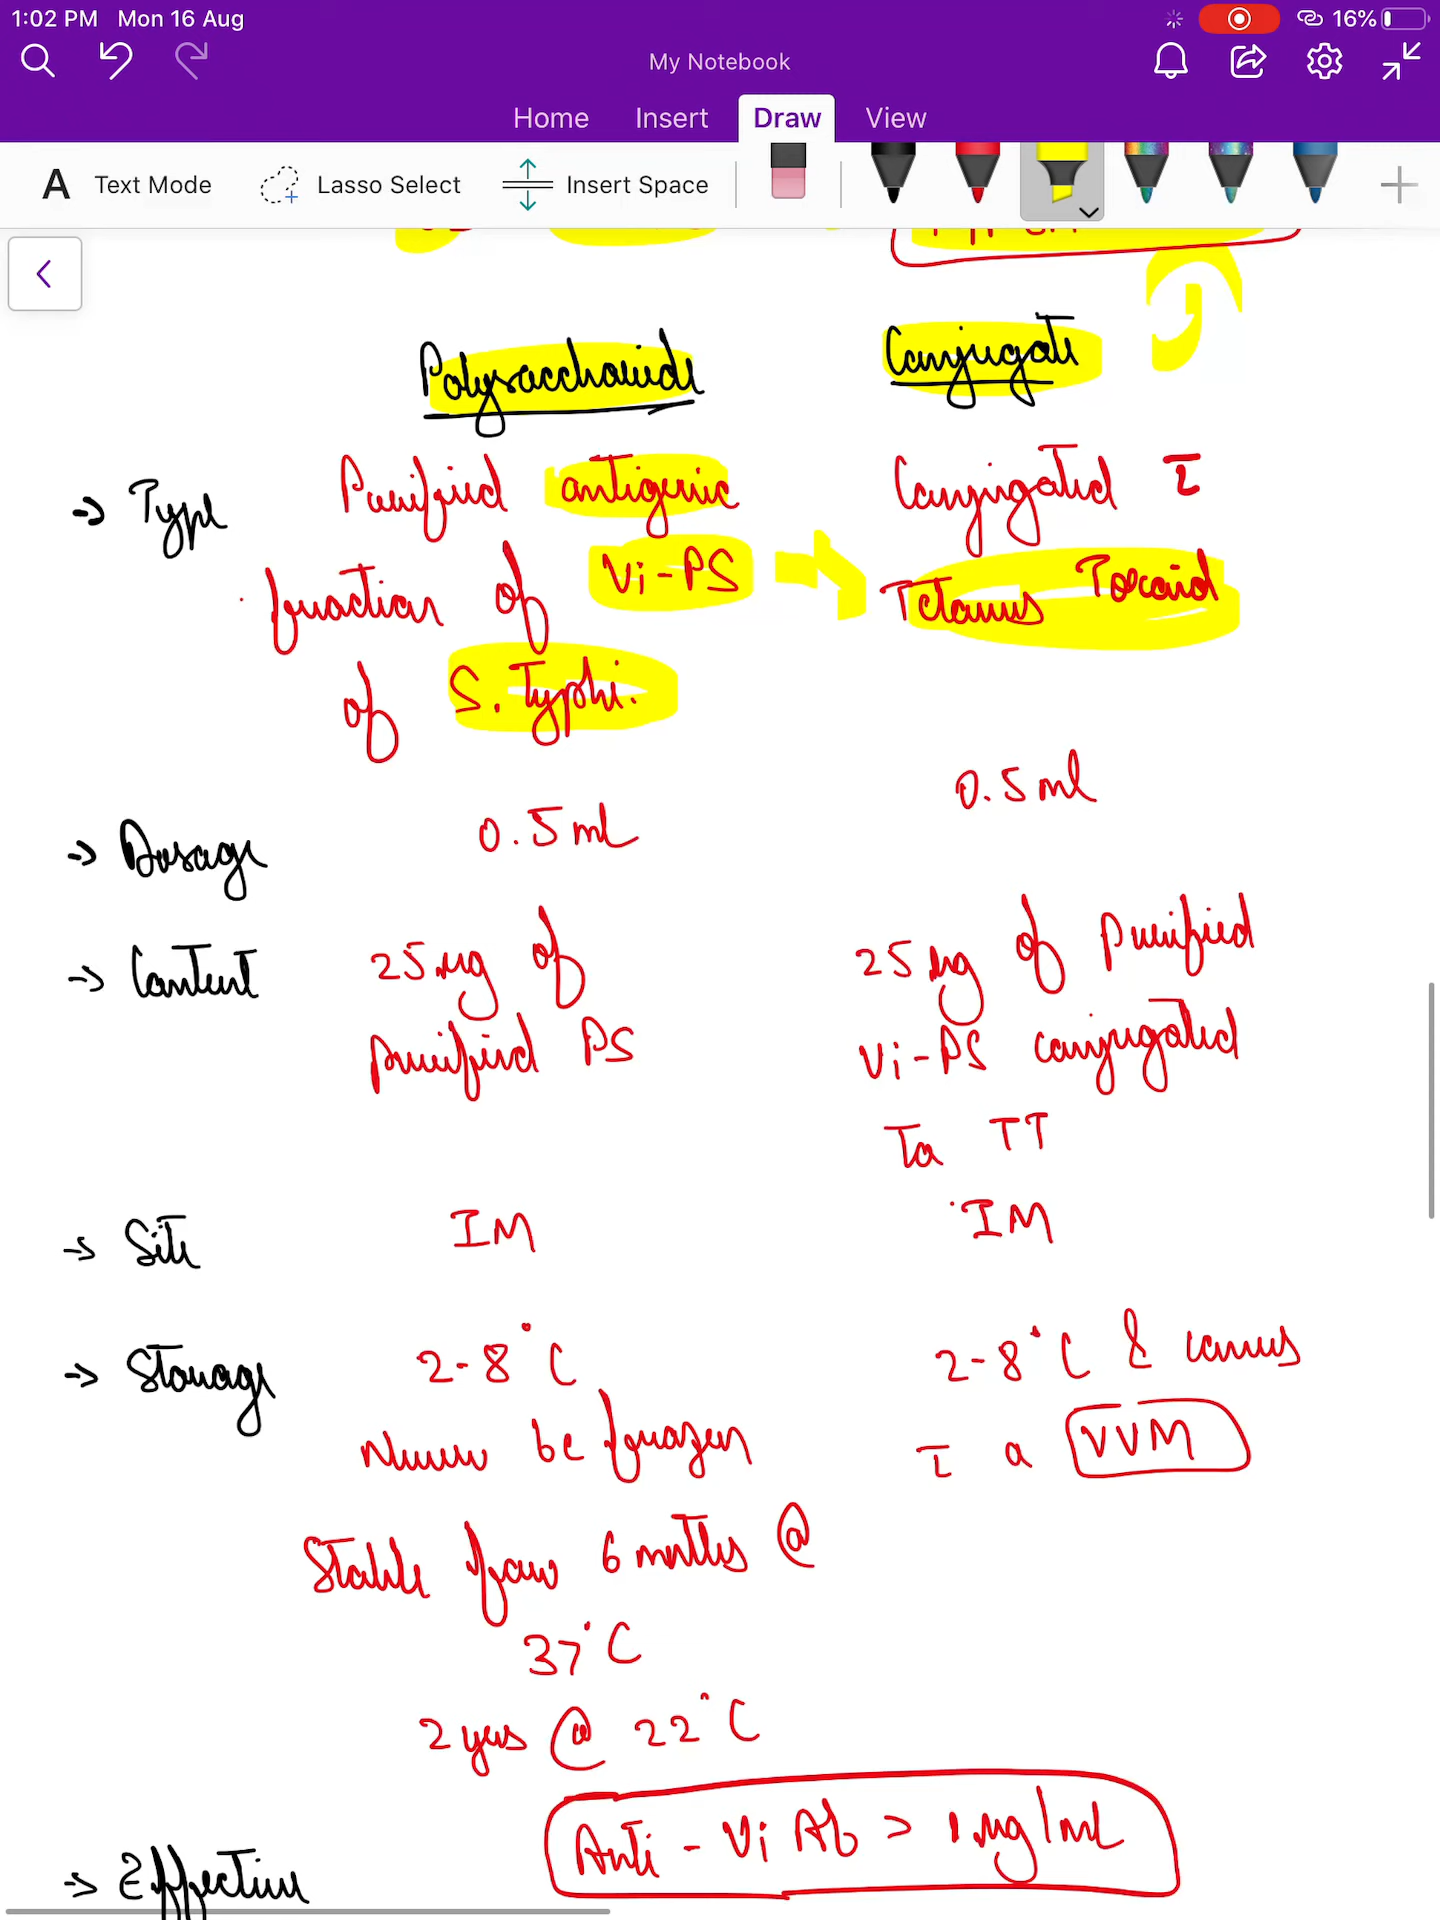 1:02 PM Mon 16 Aug 16%
My Notebook
Home Insert Draw View
A Text Mode Lasso Select Insert Space
Polysaccharide Conjugate
→ Type Purified antigenic Conjugated c̄
fraction of Vi-PS → Tetanus Toxoid
of S. Typhi.
→ Dosage 0.5 ml 0.5 ml
→ Content 25 µg of 25 µg of purified
purified PS Vi-PS conjugated
To TT
→ Site IM IM
→ Storage 2-8°C 2-8°C & comes
Never be frozen c̄ a VVM
Stable for 6 months @
37°C
2 yrs @ 22°C
→ Effective Anti - Vi Ab > 1 µg/ml